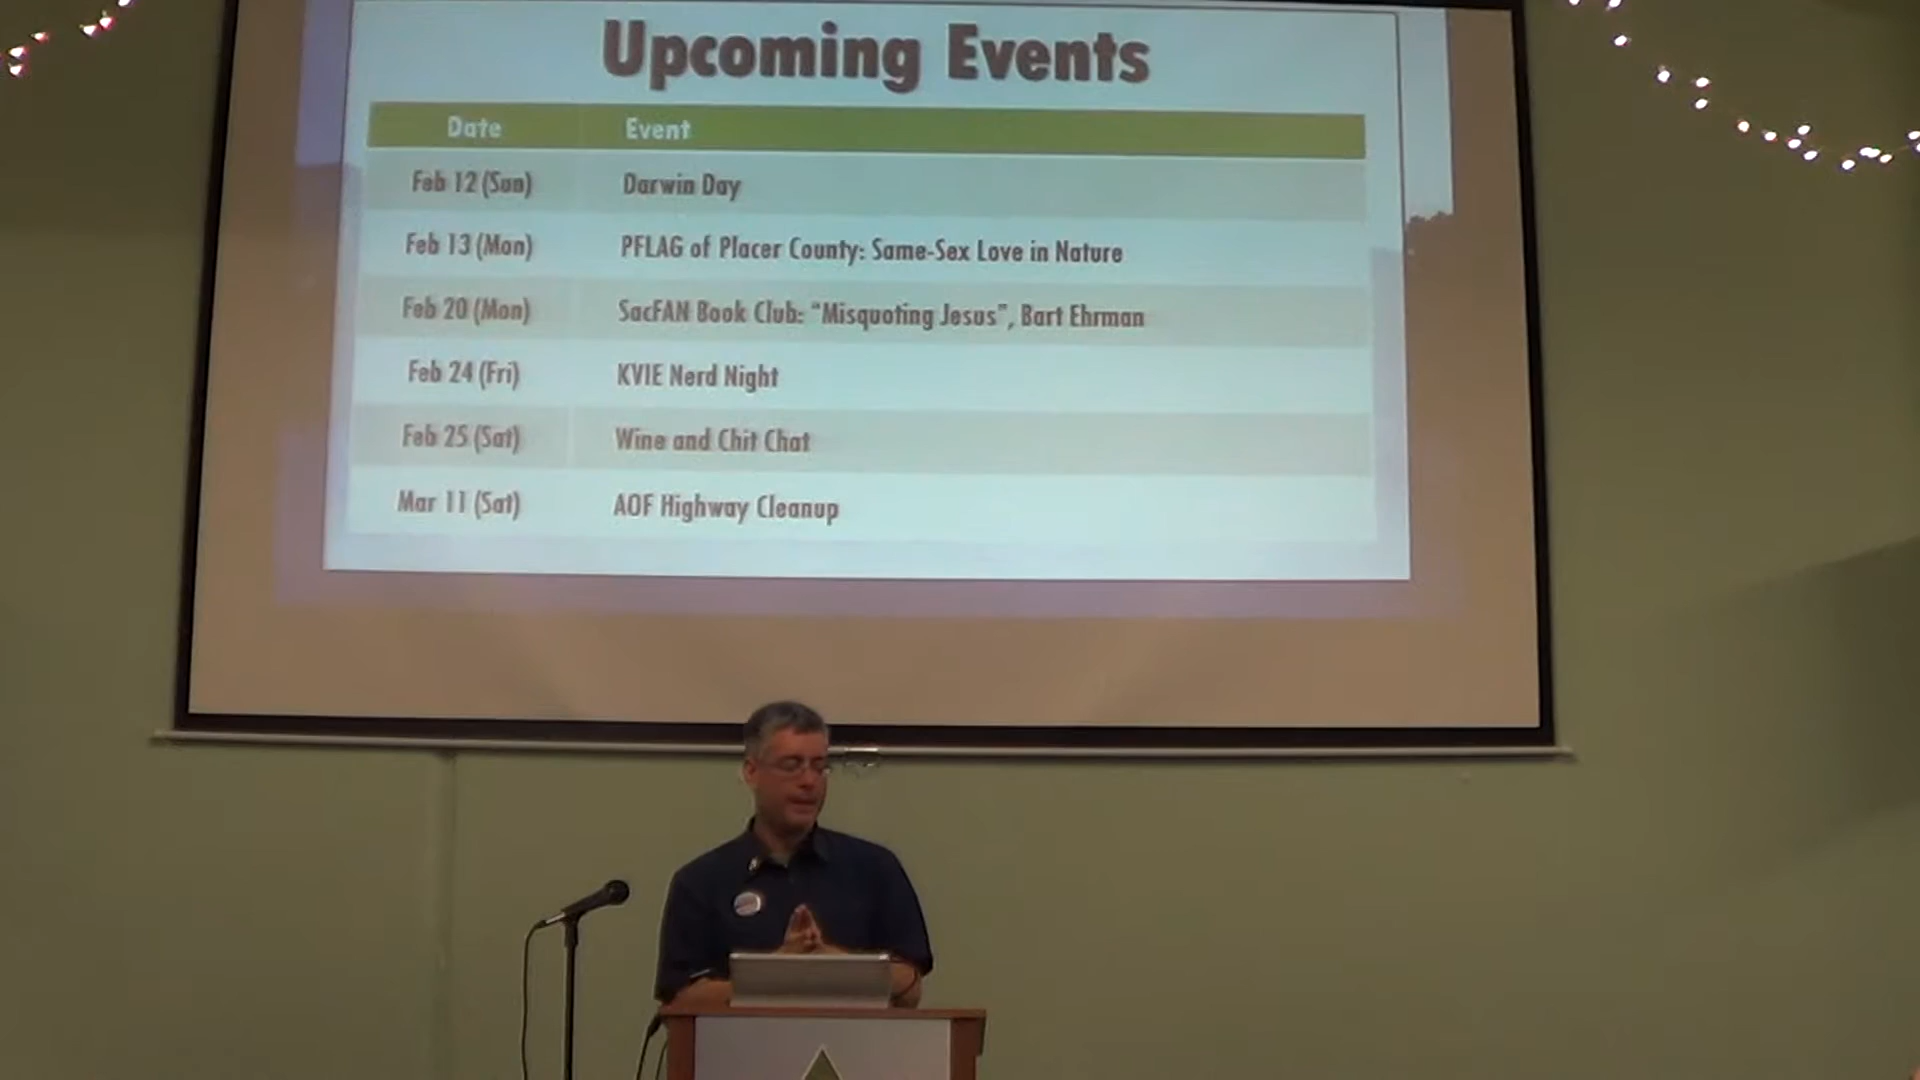 Upcoming Events
Date Event
Feb 12 (Sun) Darwin Day
Feb 13 (Mon) PFLAG of Placer County: Same-Sex Love in Nature
Feb 20 (Mon) SacFAN Book Club: “Misquoting Jesus”, Bart Ehrman
Feb 24 (Fri) KVIE Nerd Night
Feb 25 (Sat) Wine and Chit Chat
Mar 11 (Sat) AOF Highway Cleanup